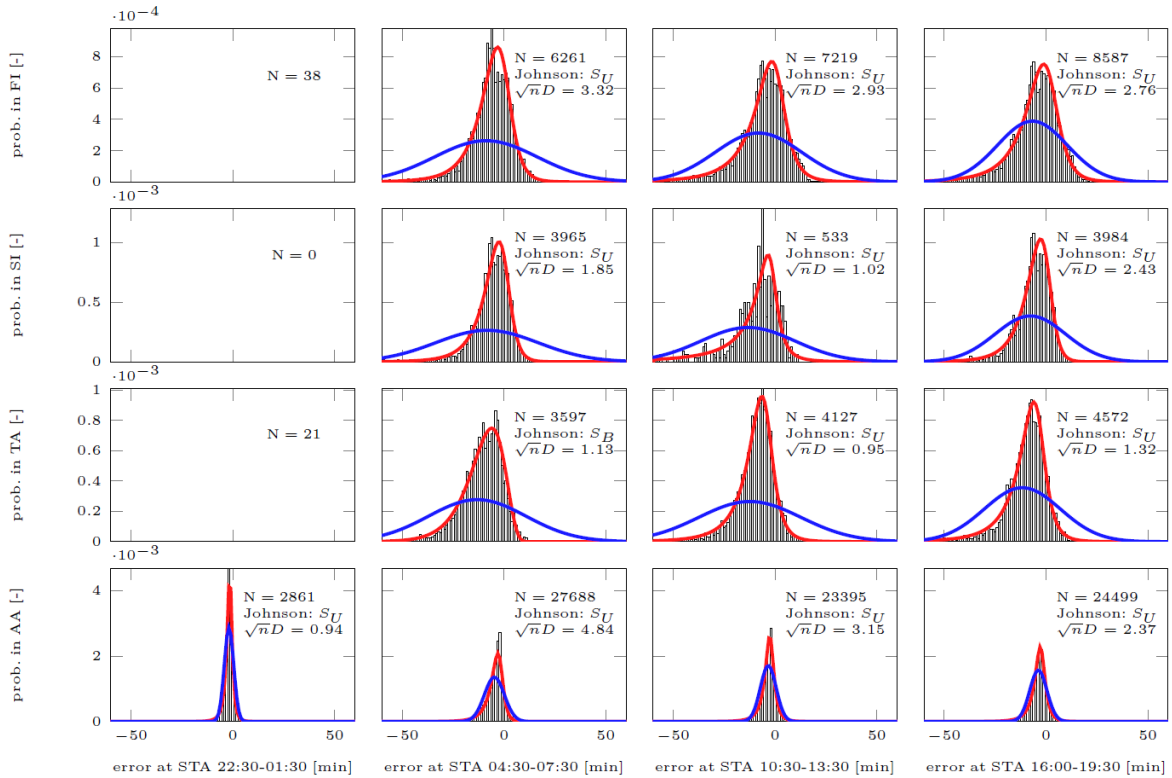 ·10⁻⁴
prob. in FI [-]
8
6
4
2
0
N = 38
N = 6261
Johnson: S_U
√nD = 3.32
N = 7219
Johnson: S_U
√nD = 2.93
N = 8587
Johnson: S_U
√nD = 2.76
·10⁻³
prob. in SI [-]
1
0.5
0
N = 0
N = 3965
Johnson: S_U
√nD = 1.85
N = 533
Johnson: S_U
√nD = 1.02
N = 3984
Johnson: S_U
√nD = 2.43
·10⁻³
prob. in TA [-]
1
0.8
0.6
0.4
0.2
0
N = 21
N = 3597
Johnson: S_B
√nD = 1.13
N = 4127
Johnson: S_U
√nD = 0.95
N = 4572
Johnson: S_U
√nD = 1.32
·10⁻³
prob. in AA [-]
4
2
0
N = 2861
Johnson: S_U
√nD = 0.94
N = 27688
Johnson: S_U
√nD = 4.84
N = 23395
Johnson: S_U
√nD = 3.15
N = 24499
Johnson: S_U
√nD = 2.37
−50 0 50
−50 0 50
−50 0 50
−50 0 50
error at STA 22:30-01:30 [min]
error at STA 04:30-07:30 [min]
error at STA 10:30-13:30 [min]
error at STA 16:00-19:30 [min]